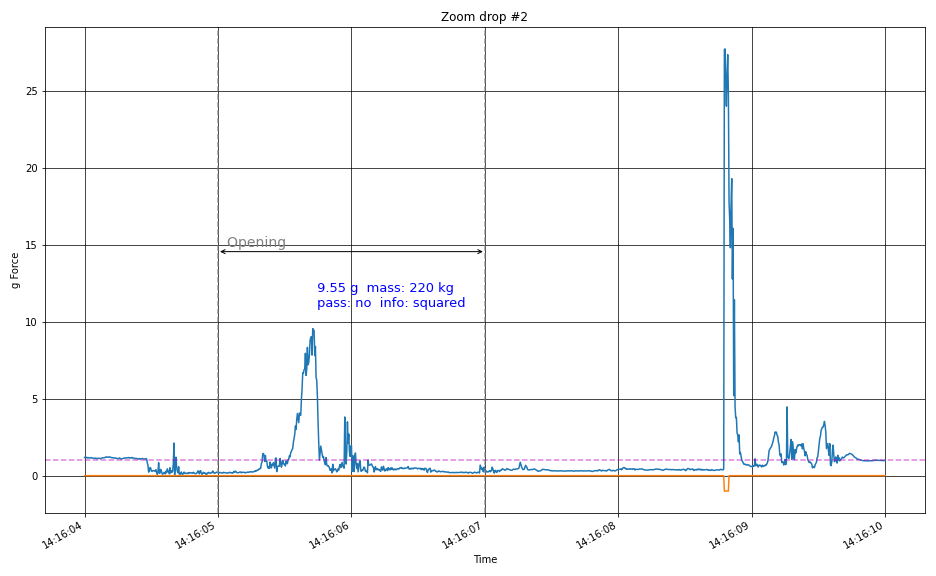 Zoom drop #2
g Force
25
20
15
10
5
0
Opening
9.55 g  mass: 220 kg
pass: no  info: squared
14:16:04
14:16:05
14:16:06
14:16:07
14:16:08
14:16:09
14:16:10
Time